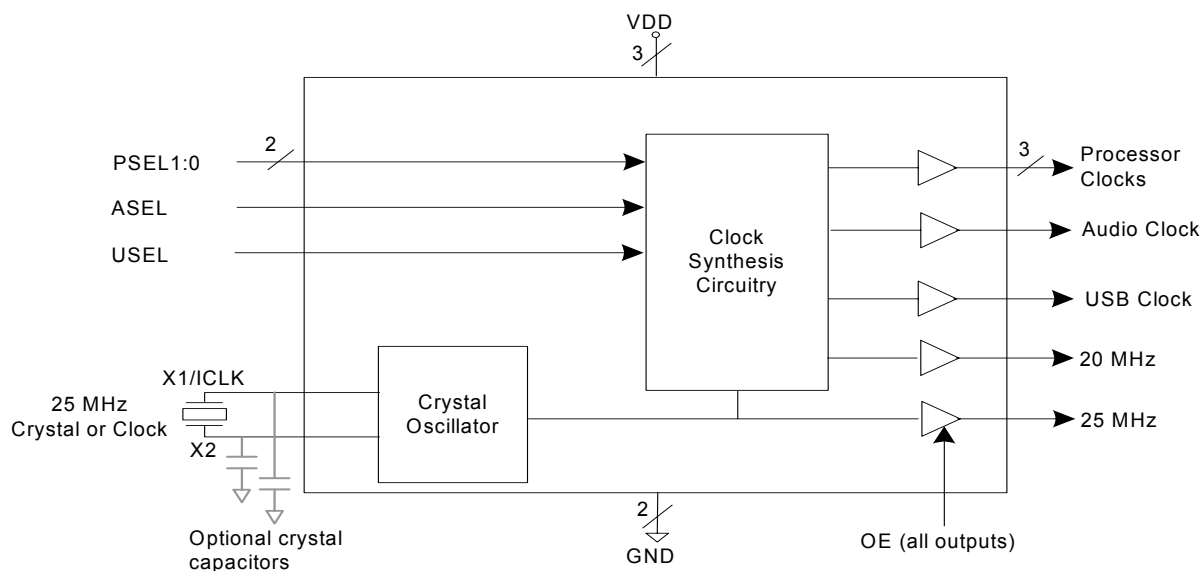 VDD
3
PSEL1:0
2
ASEL
USEL
Clock
Synthesis
Circuitry
3
Processor
Clocks
Audio Clock
USB Clock
20 MHz
25 MHz
X1/ICLK
25 MHz
Crystal or Clock
X2
Crystal
Oscillator
Optional crystal
capacitors
2
GND
OE (all outputs)